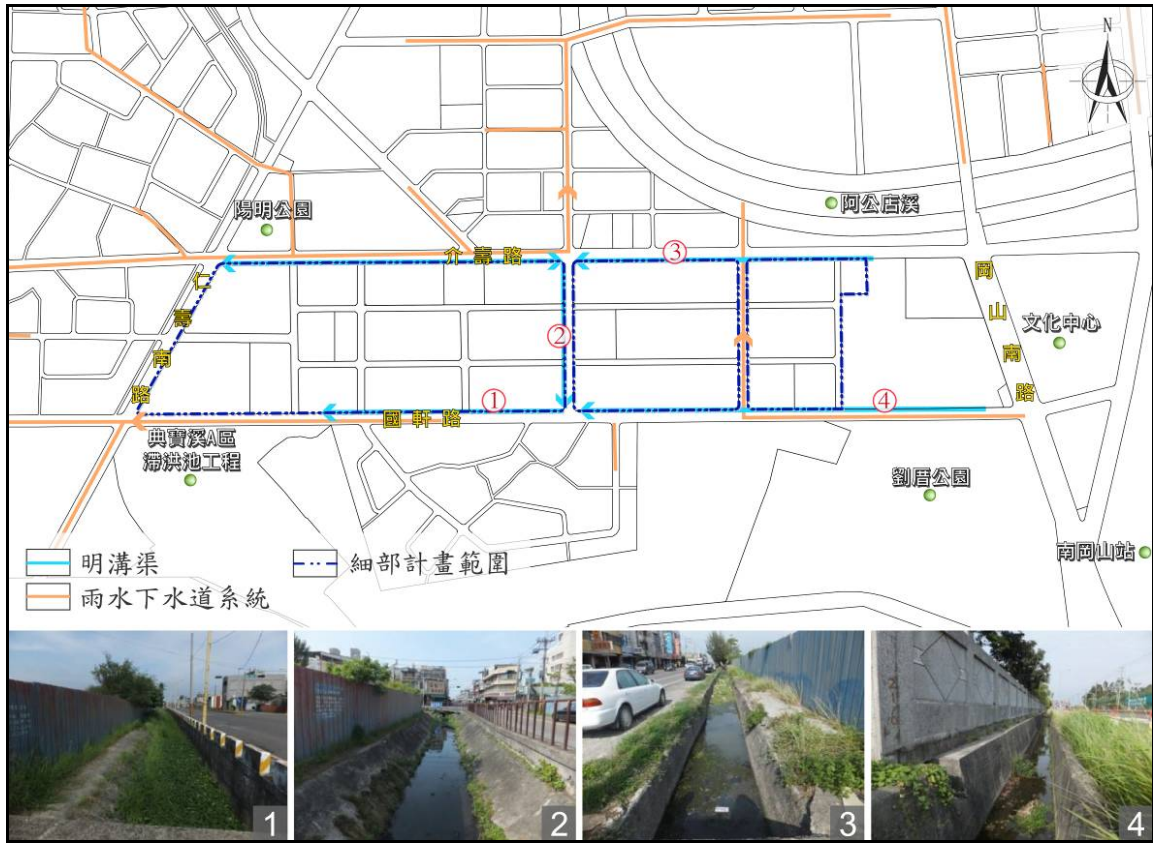 N
陽明公園
阿公店溪
介壽路
③
仁壽南路
岡山南路
②
文化中心
①
④
國軒路
典寶溪A區
滯洪池工程
劉厝公園
南岡山站
明溝渠
細部計畫範圍
雨水下水道系統
1
2
3
4